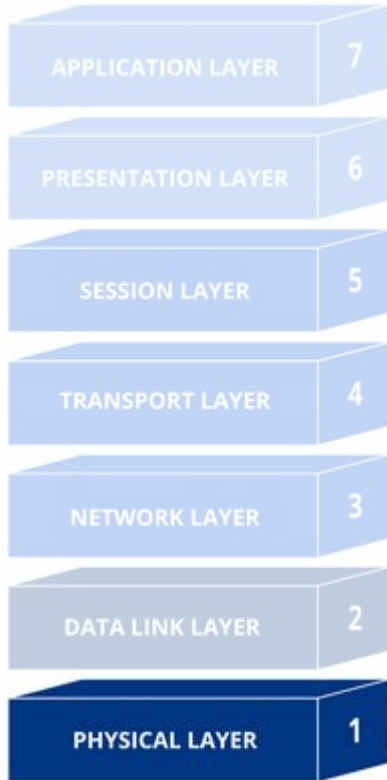 APPLICATION LAYER 7
PRESENTATION LAYER 6
SESSION LAYER 5
TRANSPORT LAYER 4
NETWORK LAYER 3
DATA LINK LAYER 2
PHYSICAL LAYER 1